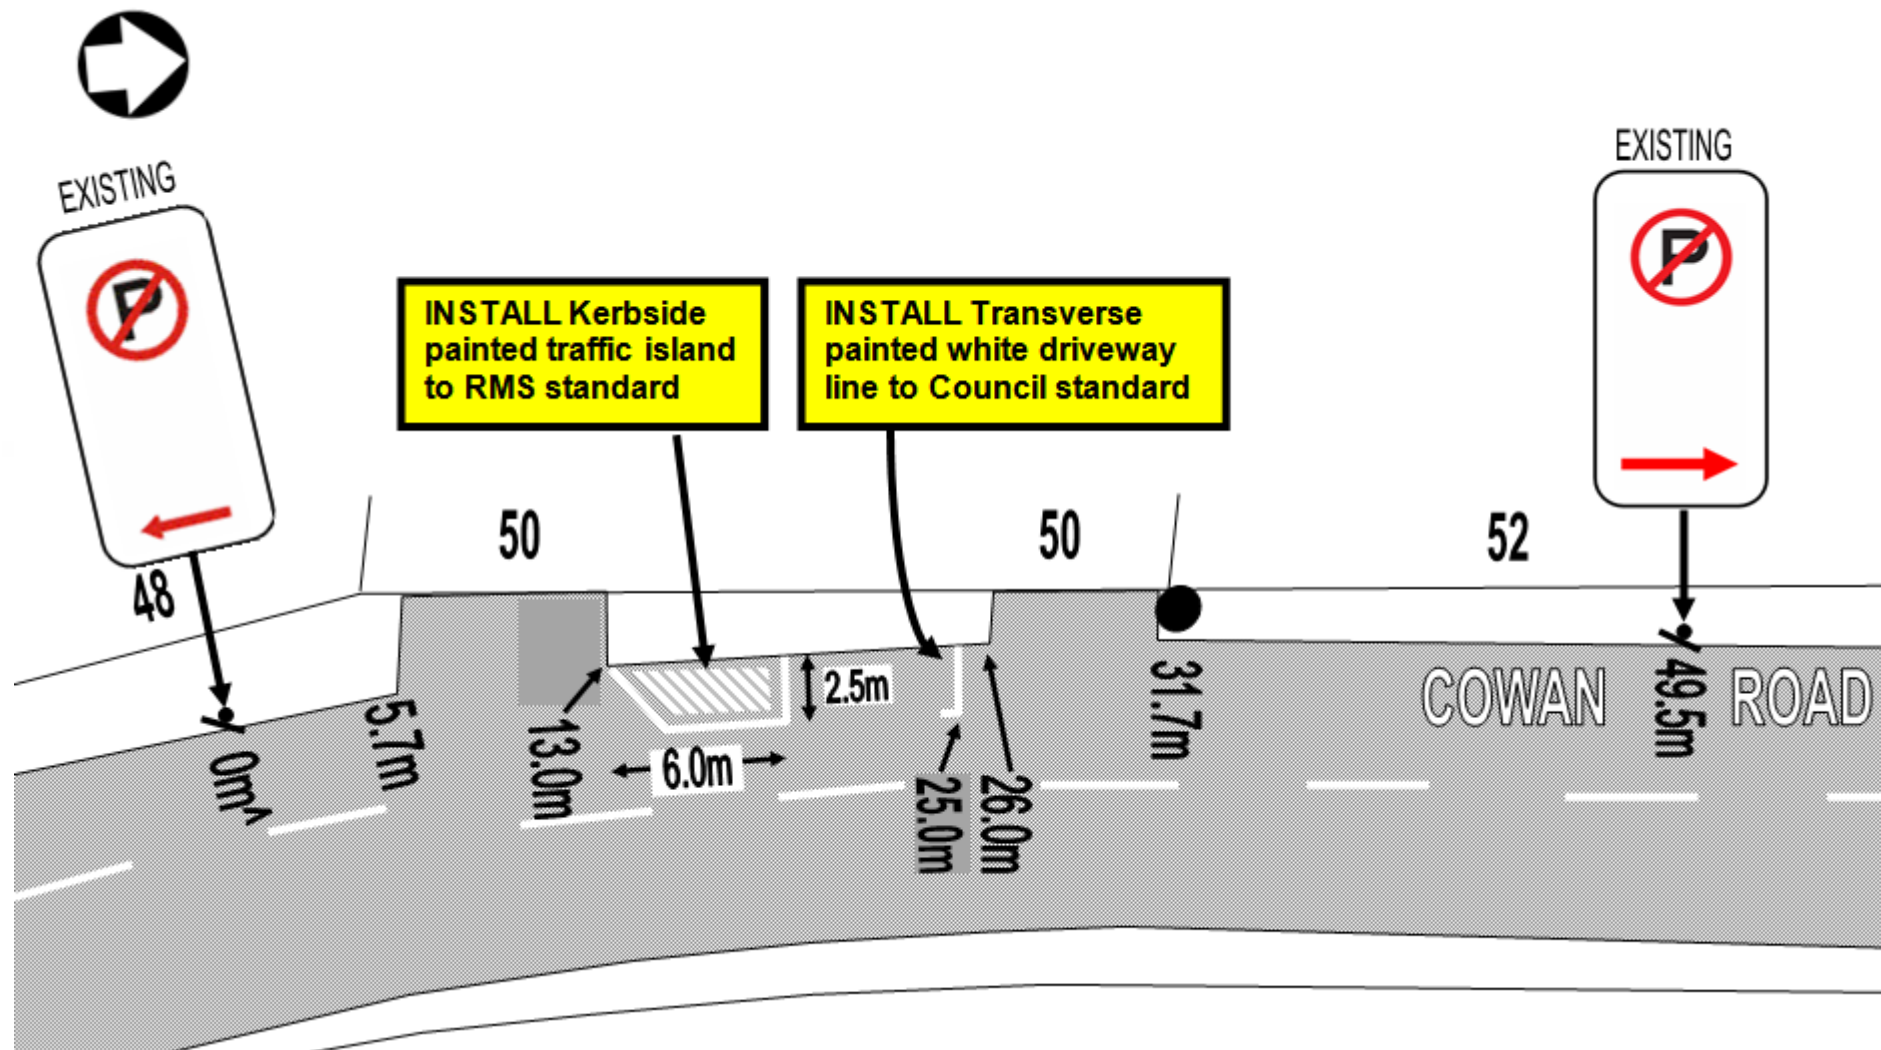 EXISTING
P
EXISTING
P
INSTALL Kerbside
painted traffic island
to RMS standard
INSTALL Transverse
painted white driveway
line to Council standard
48
50
50
52
0m^
5.7m
13.0m
6.0m
2.5m
25.0m
26.0m
31.7m
49.5m
COWAN ROAD